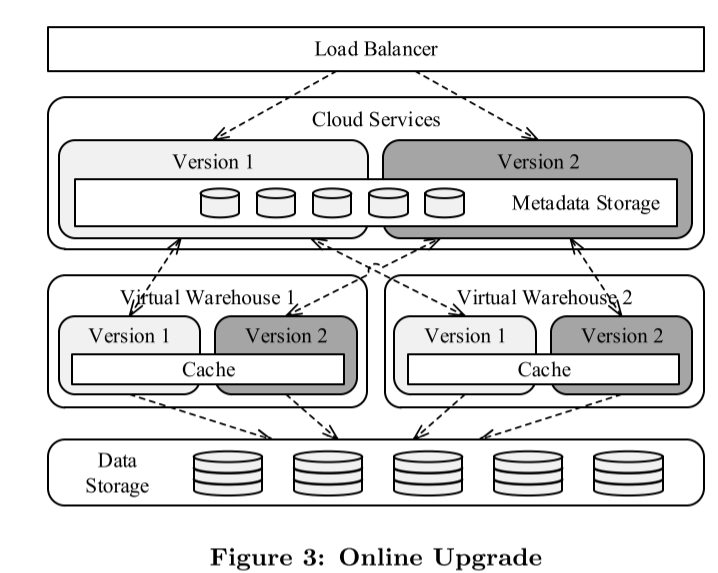 Load Balancer
Cloud Services
Version 1
Version 2
Metadata Storage
Virtual Warehouse 1
Virtual Warehouse 2
Version 1
Version 2
Version 1
Version 2
Cache
Cache
Data
Storage
Figure 3: Online Upgrade